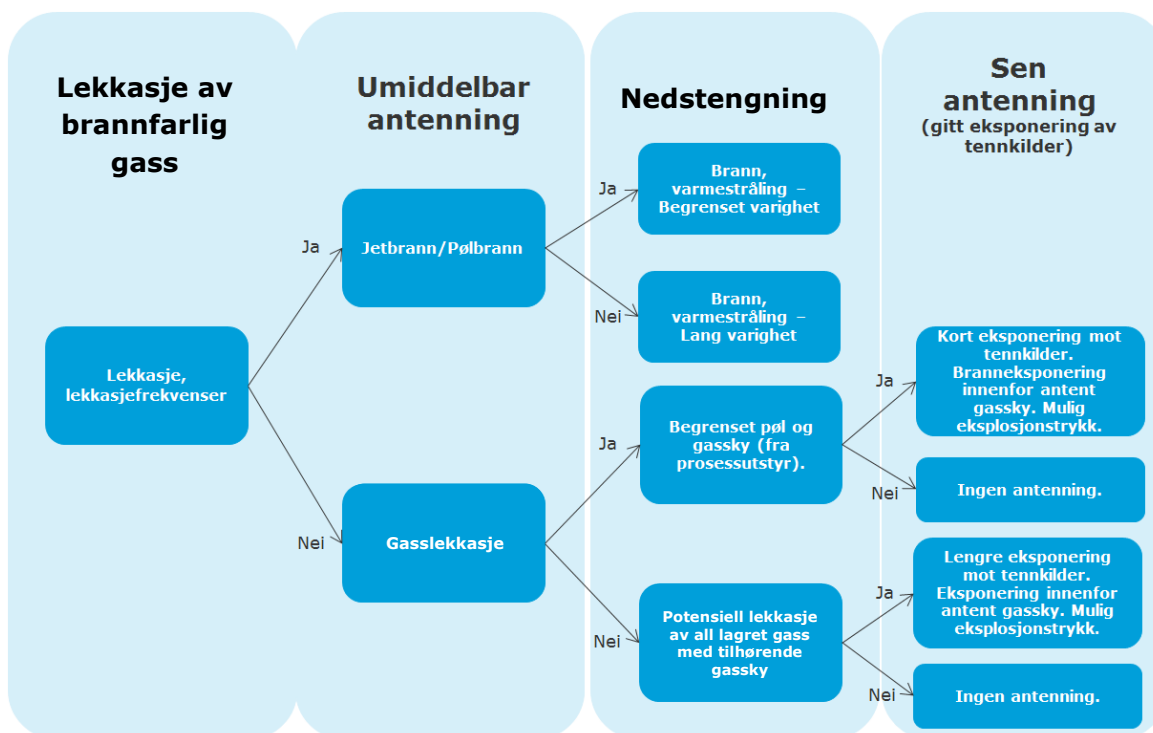 Lekkasje av
brannfarlig
gass
Umiddelbar
antenning
Nedstengning
Sen
antenning
(gitt eksponering av
tennkilder)
Lekkasje,
lekkasjefrekvenser
Ja
Nei
Jetbrann/Pølbrann
Gasslekkasje
Ja
Nei
Brann,
varmestråling –
Begrenset varighet
Brann,
varmestråling –
Lang varighet
Ja
Nei
Begrenset pøl og
gassky (fra
prosessutstyr).
Potensiell lekkasje
av all lagret gass
med tilhørende
gassky
Ja
Nei
Kort eksponering mot
tennkilder.
Branneksponering
innenfor antent
gassky. Mulig
eksplosjonstrykk.
Ingen antenning.
Ja
Nei
Lengre eksponering
mot tennkilder.
Eksponering innenfor
antent gassky. Mulig
eksplosjonstrykk.
Ingen antenning.